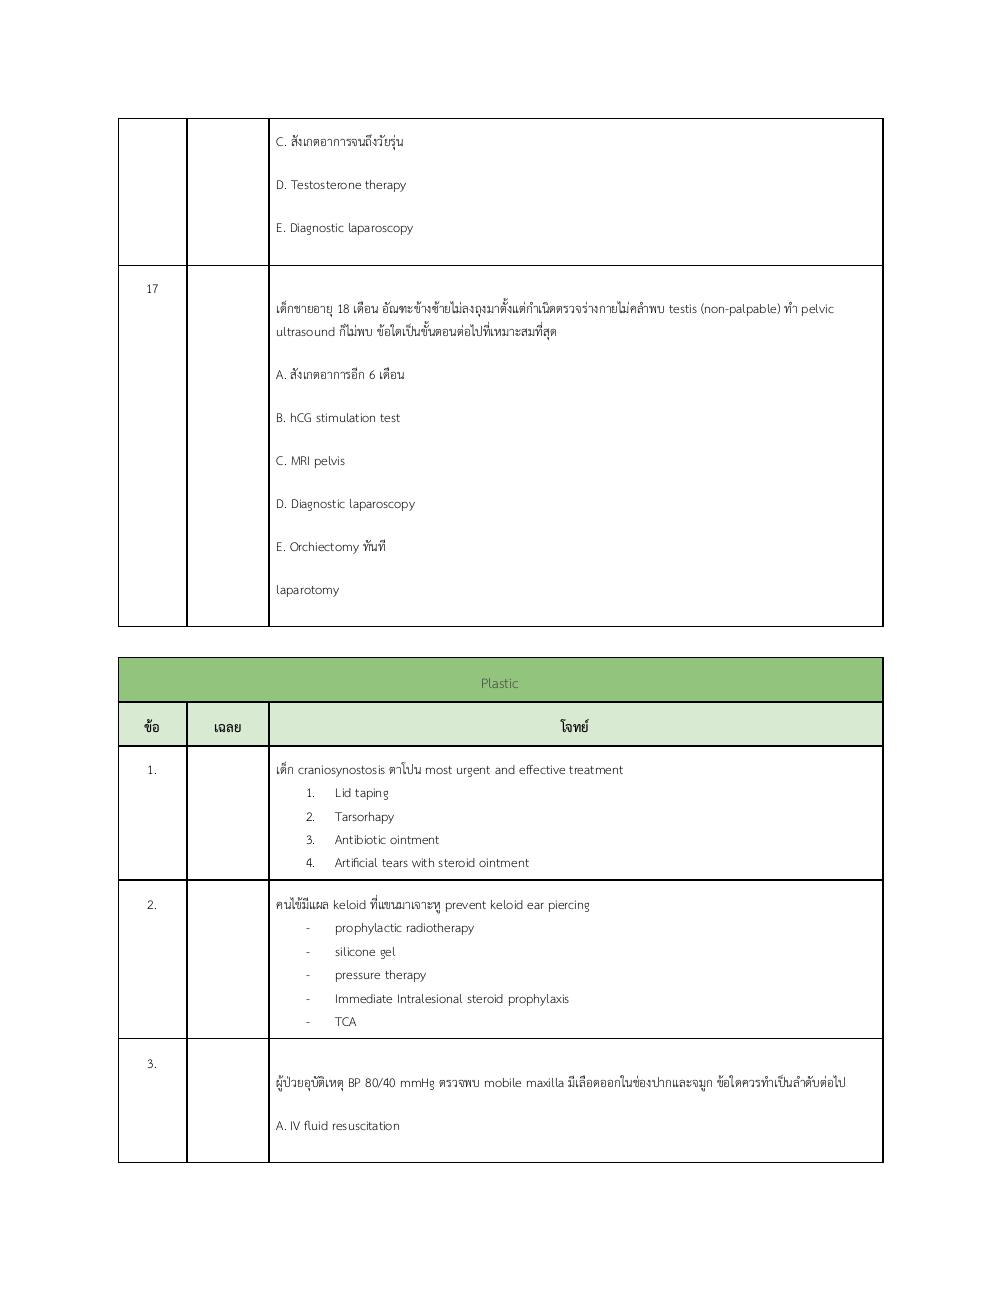 C. สังเกตอาการจนถึงวัยรุ่น
D. Testosterone therapy
E. Diagnostic laparoscopy
17
เด็กชายอายุ 18 เดือน อัณฑะข้างซ้ายไม่ลงถุงมาตั้งแต่กำเนิดตรวจร่างกายไม่คลำพบ testis (non-palpable) ทำ pelvic
ultrasound ก็ไม่พบ ข้อใดเป็นขั้นตอนต่อไปที่เหมาะสมที่สุด
A. สังเกตอาการอีก 6 เดือน
B. hCG stimulation test
C. MRI pelvis
D. Diagnostic laparoscopy
E. Orchiectomy ทันที
laparotomy
Plastic
ข้อ เฉลย โจทย์
1. เด็ก craniosynostosis ตาโปน most urgent and effective treatment
1. Lid taping
2. Tarsorhapy
3. Antibiotic ointment
4. Artificial tears with steroid ointment
2. คนไข้มีแผล keloid ที่แขนมาเจาะหู prevent keloid ear piercing
- prophylactic radiotherapy
- silicone gel
- pressure therapy
- Immediate Intralesional steroid prophylaxis
- TCA
3.
ผู้ป่วยอุบัติเหตุ BP 80/40 mmHg ตรวจพบ mobile maxilla มีเลือดออกในช่องปากและจมูก ข้อใดควรทำเป็นลำดับต่อไป
A. IV fluid resuscitation